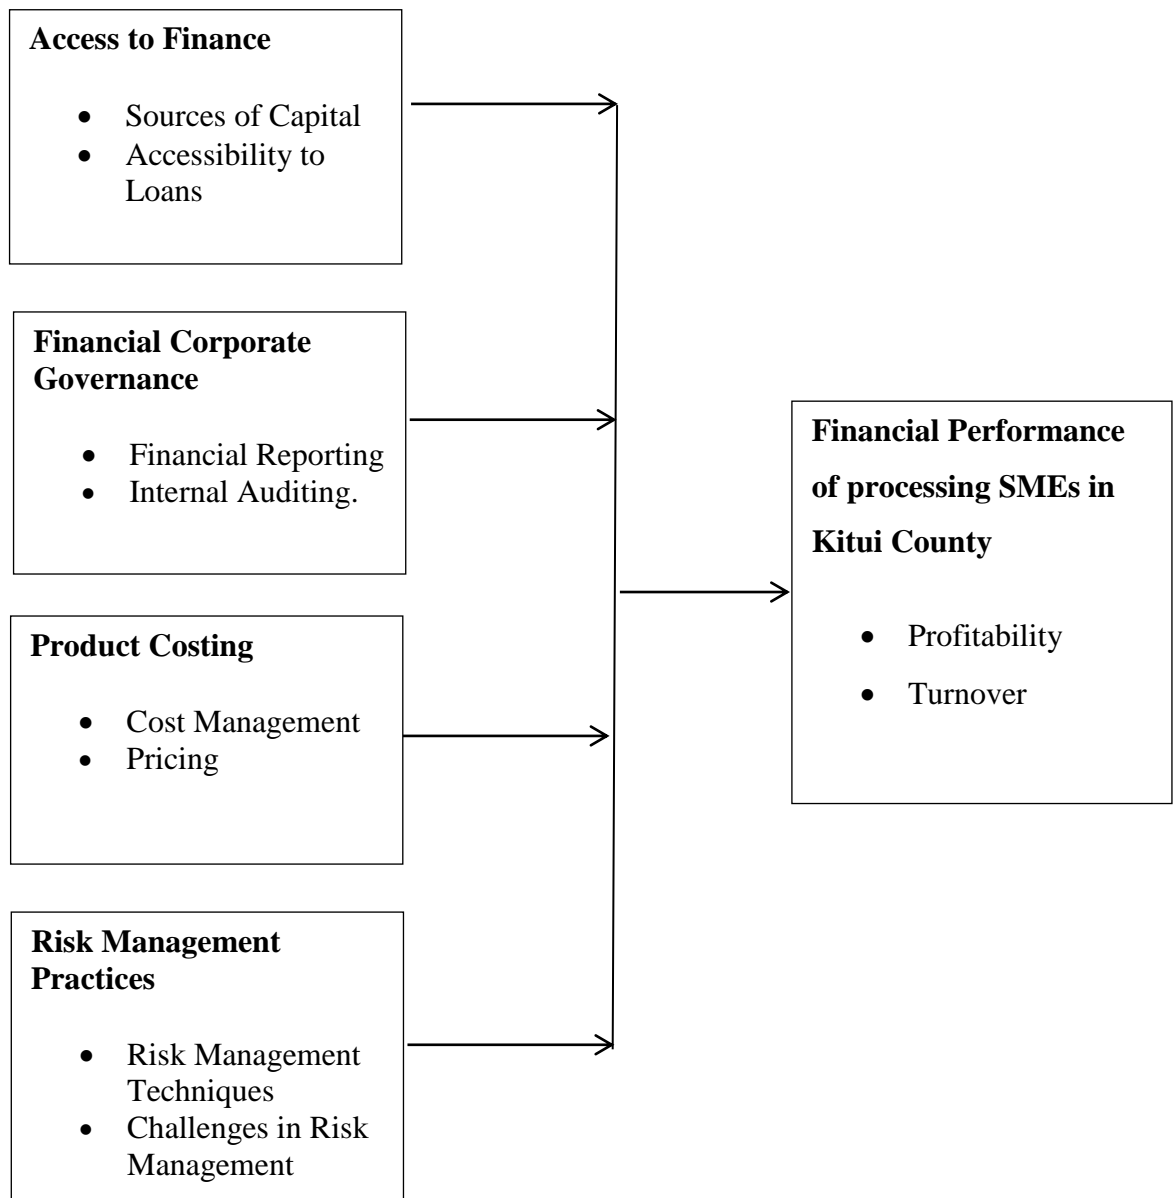 Access to Finance
• Sources of Capital
• Accessibility to
Loans
Financial Corporate
Governance
• Financial Reporting
• Internal Auditing.
Product Costing
• Cost Management
• Pricing
Risk Management
Practices
• Risk Management
Techniques
• Challenges in Risk
Management
Financial Performance
of processing SMEs in
Kitui County
• Profitability
• Turnover